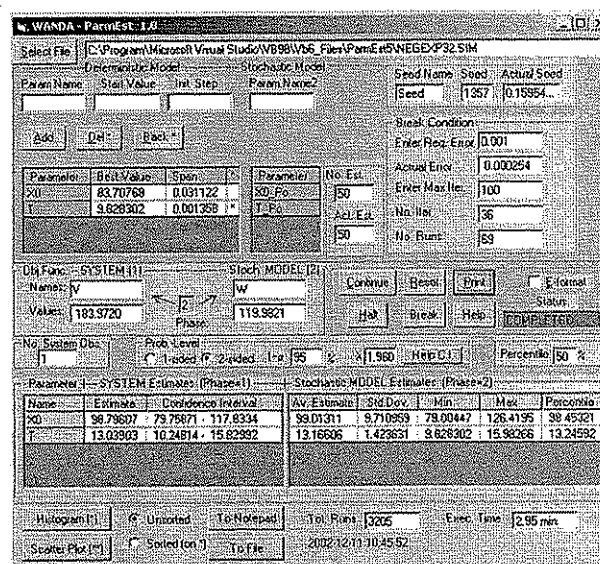 WANDA - ParmEst: 1.0
Select File C:\Program\Microsoft Visual Studio\VB98\Vb6_Files\ParmEst5\NEGEXP32.SIM
Deterministic Model Stochastic Model
Param Name Start Value Init. Step Param Name2
Seed Name Seed Actual Seed
Seed 1357 0.15954...
Add Del * Back *
Break Condition
Enter Req. Error 0.001
Actual Error 0.000254
Enter Max Iter. 100
No. Iter. 36
No. Runs 69
Parameter Best Value Span *
X0 83.70769 0.031122
T 9.628302 0.001358 *
Parameter
X0_Po
T_Po
No. Est.
50
Act. Est.
50
Obj.Func. SYSTEM (1) Stoch. MODEL (2)
Names: V W
Values: 183.9720 2 119.9821
Phase
Continue Reset Print E-format
Halt Break Help Status
COMPLETED
No. System Obs.
1
Prob. Level
1-sided 2-sided 95 % 1.960 Help C.I. Percentile 50 %
Parameter SYSTEM Estimates (Phase=1) Stochastic MODEL Estimates (Phase=2)
Name Estimate Confidence Interval Av. Estimate Std.Dev. Min Max Percentile
X0 98.79607 79.75871 - 117.8334 99.01311 9.710959 79.00447 126.4195 98.45321
T 13.03903 10.24814 - 15.82992 13.16606 1.423631 9.628302 15.98266 13.24592
Histogram (*) Unsorted To Notepad Tot. Runs 3205 Exec. Time 2.95 min
Scatter Plot (**) Sorted (on *) To File 2002-12-11 10:45:52